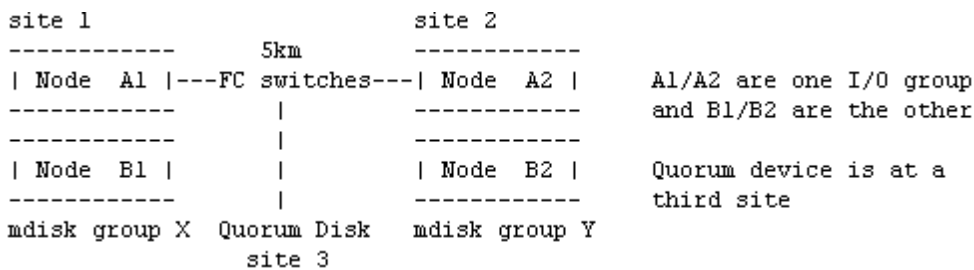 site 1                                   site 2
------------      5km      ------------
| Node  A1 |---FC switches---| Node  A2 |     A1/A2 are one I/O group
------------       |       ------------     and B1/B2 are the other
------------       |       ------------
| Node  B1 |       |       | Node  B2 |     Quorum device is at a
------------       |       ------------     third site
mdisk group X  Quorum Disk   mdisk group Y
site 3